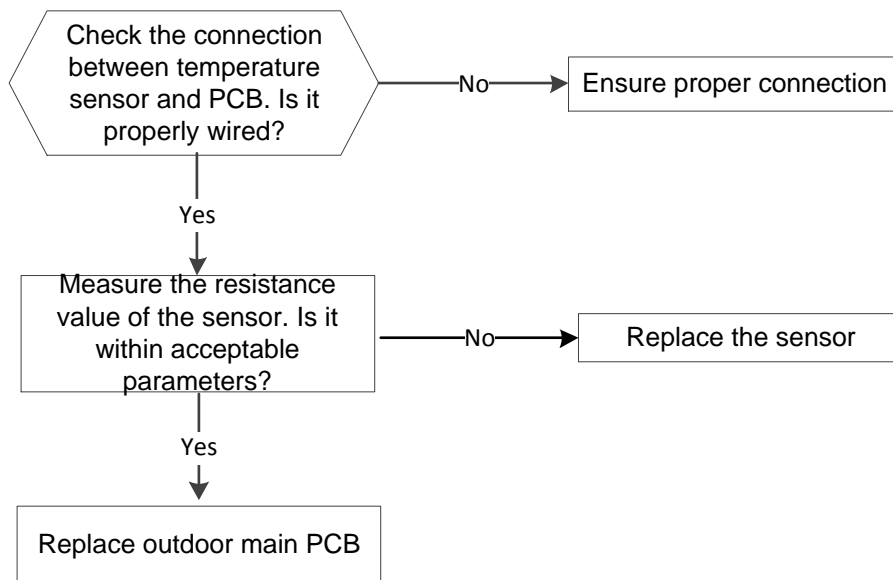 Check the connection
between temperature
sensor and PCB. Is it
properly wired?
No
Ensure proper connection
Yes
Measure the resistance
value of the sensor. Is it
within acceptable
parameters?
No
Replace the sensor
Yes
Replace outdoor main PCB